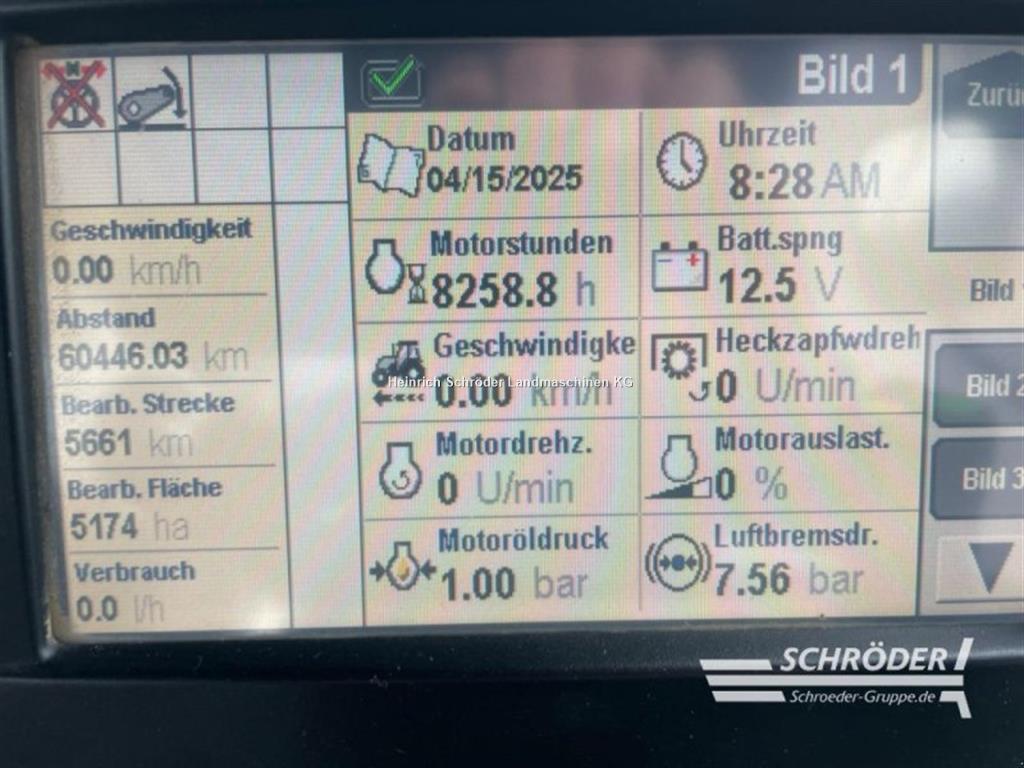 Bild 1
Geschwindigkeit
0.00 km/h
Abstand
60446.03 km
Bearb. Strecke
5661 km
Bearb. Fläche
5174 ha
Verbrauch
0.0 l/h
Datum
04/15/2025
Uhrzeit
8:28 AM
Motorstunden
8258.8 h
Batt.spng
12.5 V
Geschwindigke
0.00 km/h
Heckzapfwdreh
0 U/min
Motordrehz.
0 U/min
Motorauslast.
0 %
Motoröldruck
1.00 bar
Luftbremsdr.
7.56 bar
Zurü
Bild
Bild 2
Bild 3
Heinrich Schröder Landmaschinen KG
SCHRÖDER
Schroeder-Gruppe.de